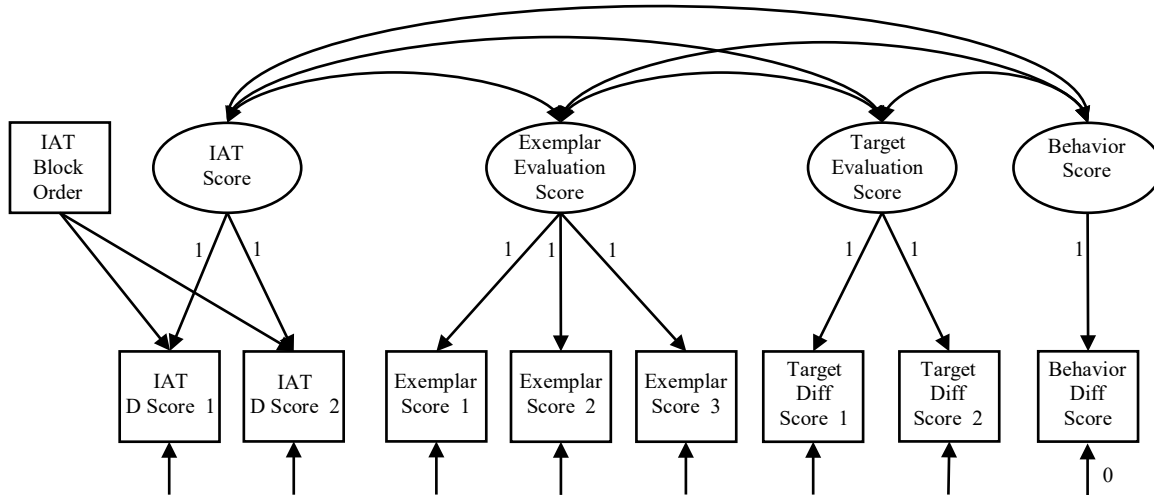 IAT
Block
Order
IAT
Score
Exemplar
Evaluation
Score
Target
Evaluation
Score
Behavior
Score
1
1
1
1
1
1
1
1
IAT
D Score 1
IAT
D Score 2
Exemplar
Score 1
Exemplar
Score 2
Exemplar
Score 3
Target
Diff
Score 1
Target
Diff
Score 2
Behavior
Diff
Score
0